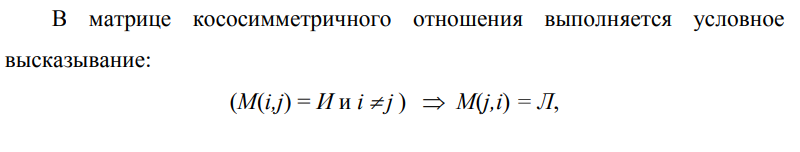 В матрице кососимметричного отношения выполняется условное
высказывание:
(M(i,j) = И и i ≠ j ) ⇒ M(j,i) = Л,